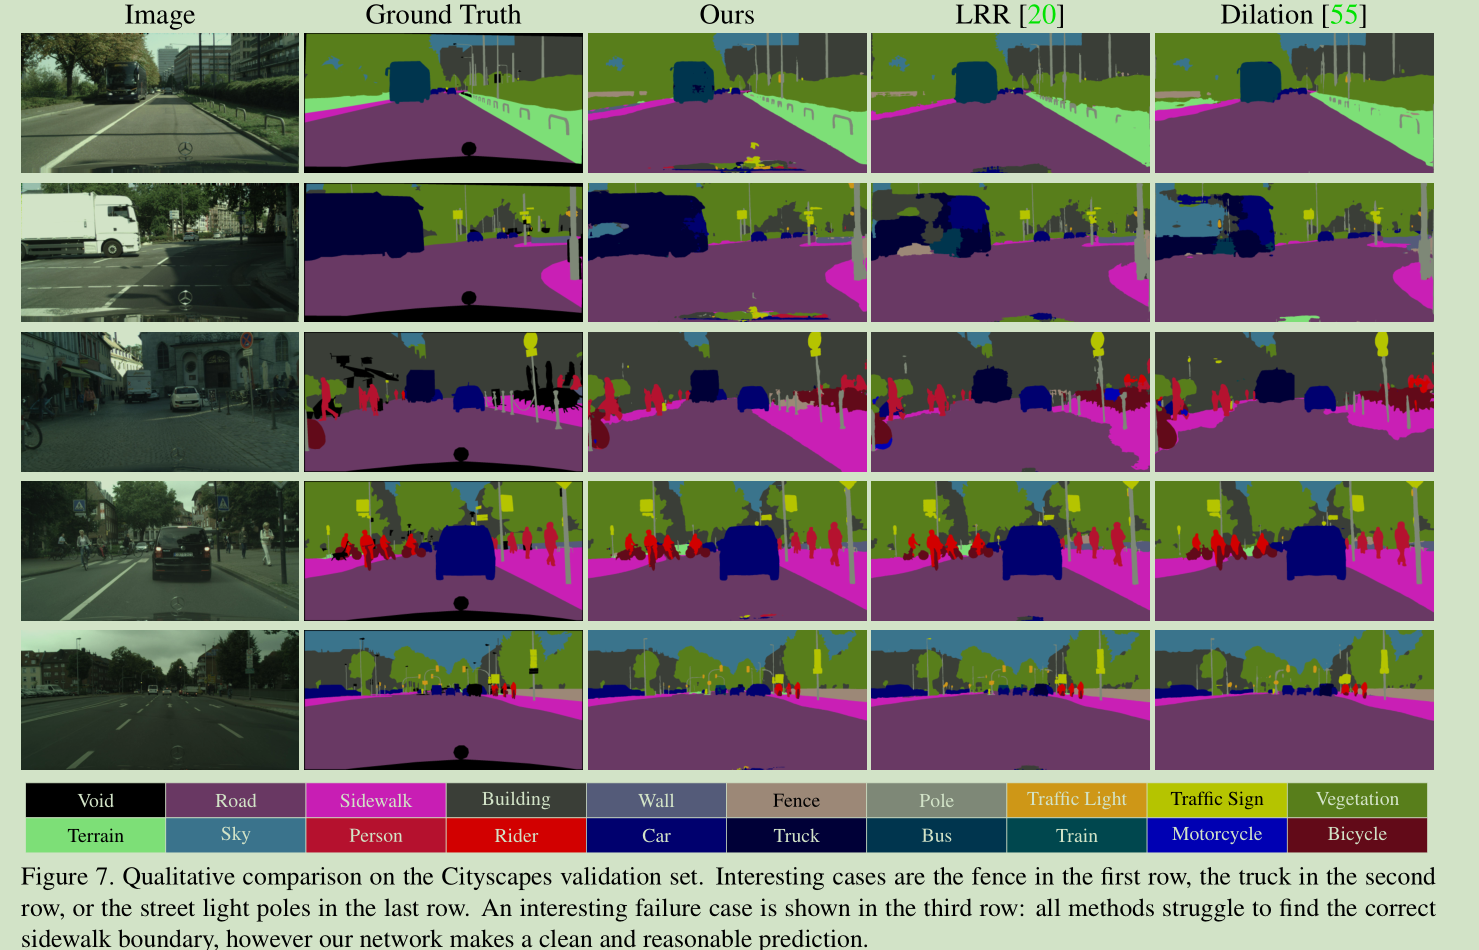 Image Ground Truth Ours LRR [20] Dilation [55]
Void Road Sidewalk Building Wall Fence Pole Traffic Light Traffic Sign Vegetation
Terrain Sky Person Rider Car Truck Bus Train Motorcycle Bicycle
Figure 7. Qualitative comparison on the Cityscapes validation set. Interesting cases are the fence in the first row, the truck in the second
row, or the street light poles in the last row. An interesting failure case is shown in the third row: all methods struggle to find the correct
sidewalk boundary, however our network makes a clean and reasonable prediction.